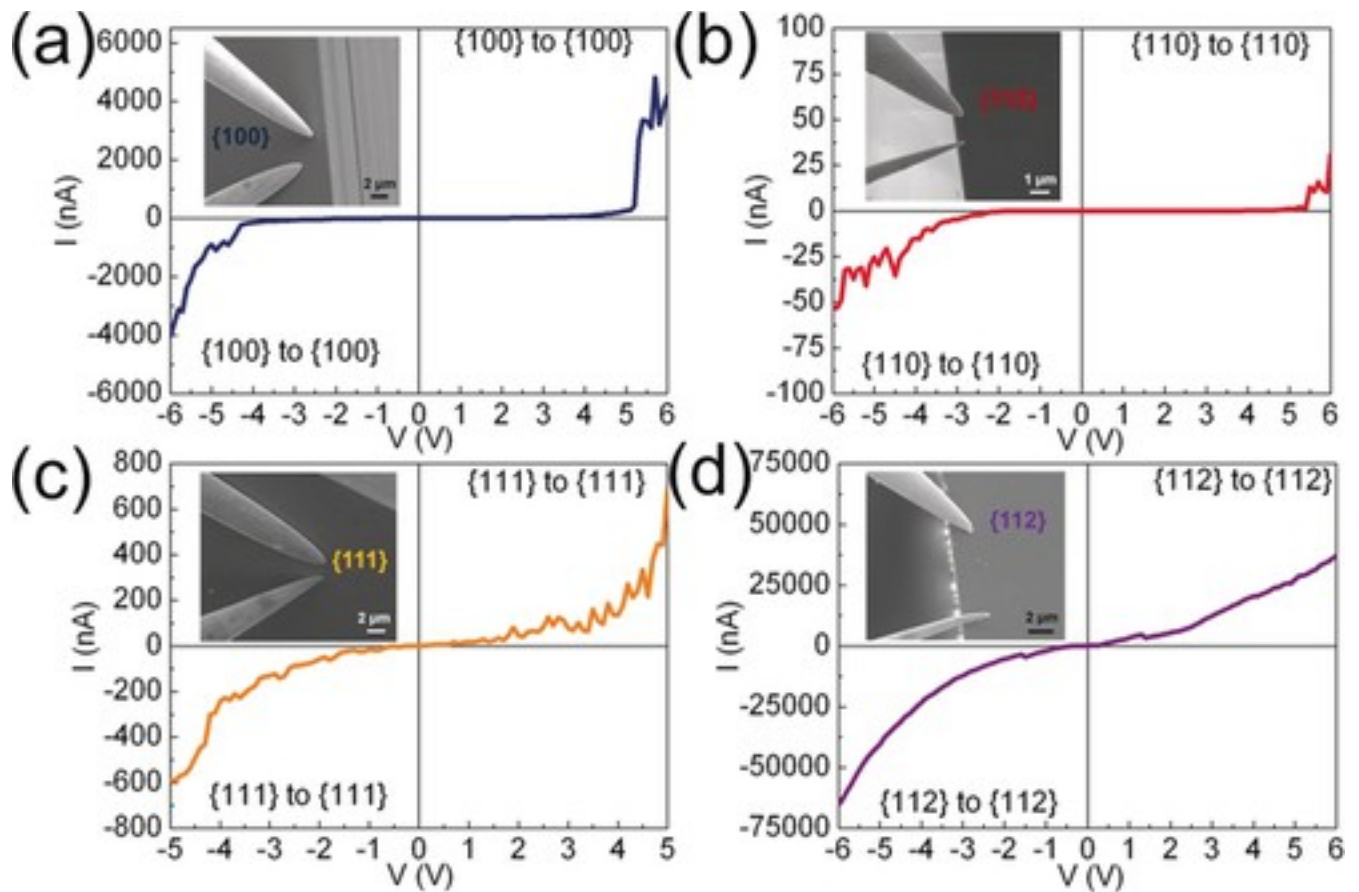 (a)
6000
4000
2000
0
-2000
-4000
-6000
I (nA)
{100} to {100}
{100}
2 μm
{100} to {100}
-6 -5 -4 -3 -2 -1 0 1 2 3 4 5 6
V (V)
(b)
100
75
50
25
0
-25
-50
-75
-100
I (nA)
{110} to {110}
{110}
1 μm
{110} to {110}
-6 -5 -4 -3 -2 -1 0 1 2 3 4 5 6
V (V)
(c)
800
600
400
200
0
-200
-400
-600
-800
I (nA)
{111} to {111}
{111}
2 μm
{111} to {111}
-5 -4 -3 -2 -1 0 1 2 3 4 5
V (V)
(d)
75000
50000
25000
0
-25000
-50000
-75000
I (nA)
{112} to {112}
{112}
2 μm
{112} to {112}
-6 -5 -4 -3 -2 -1 0 1 2 3 4 5 6
V (V)